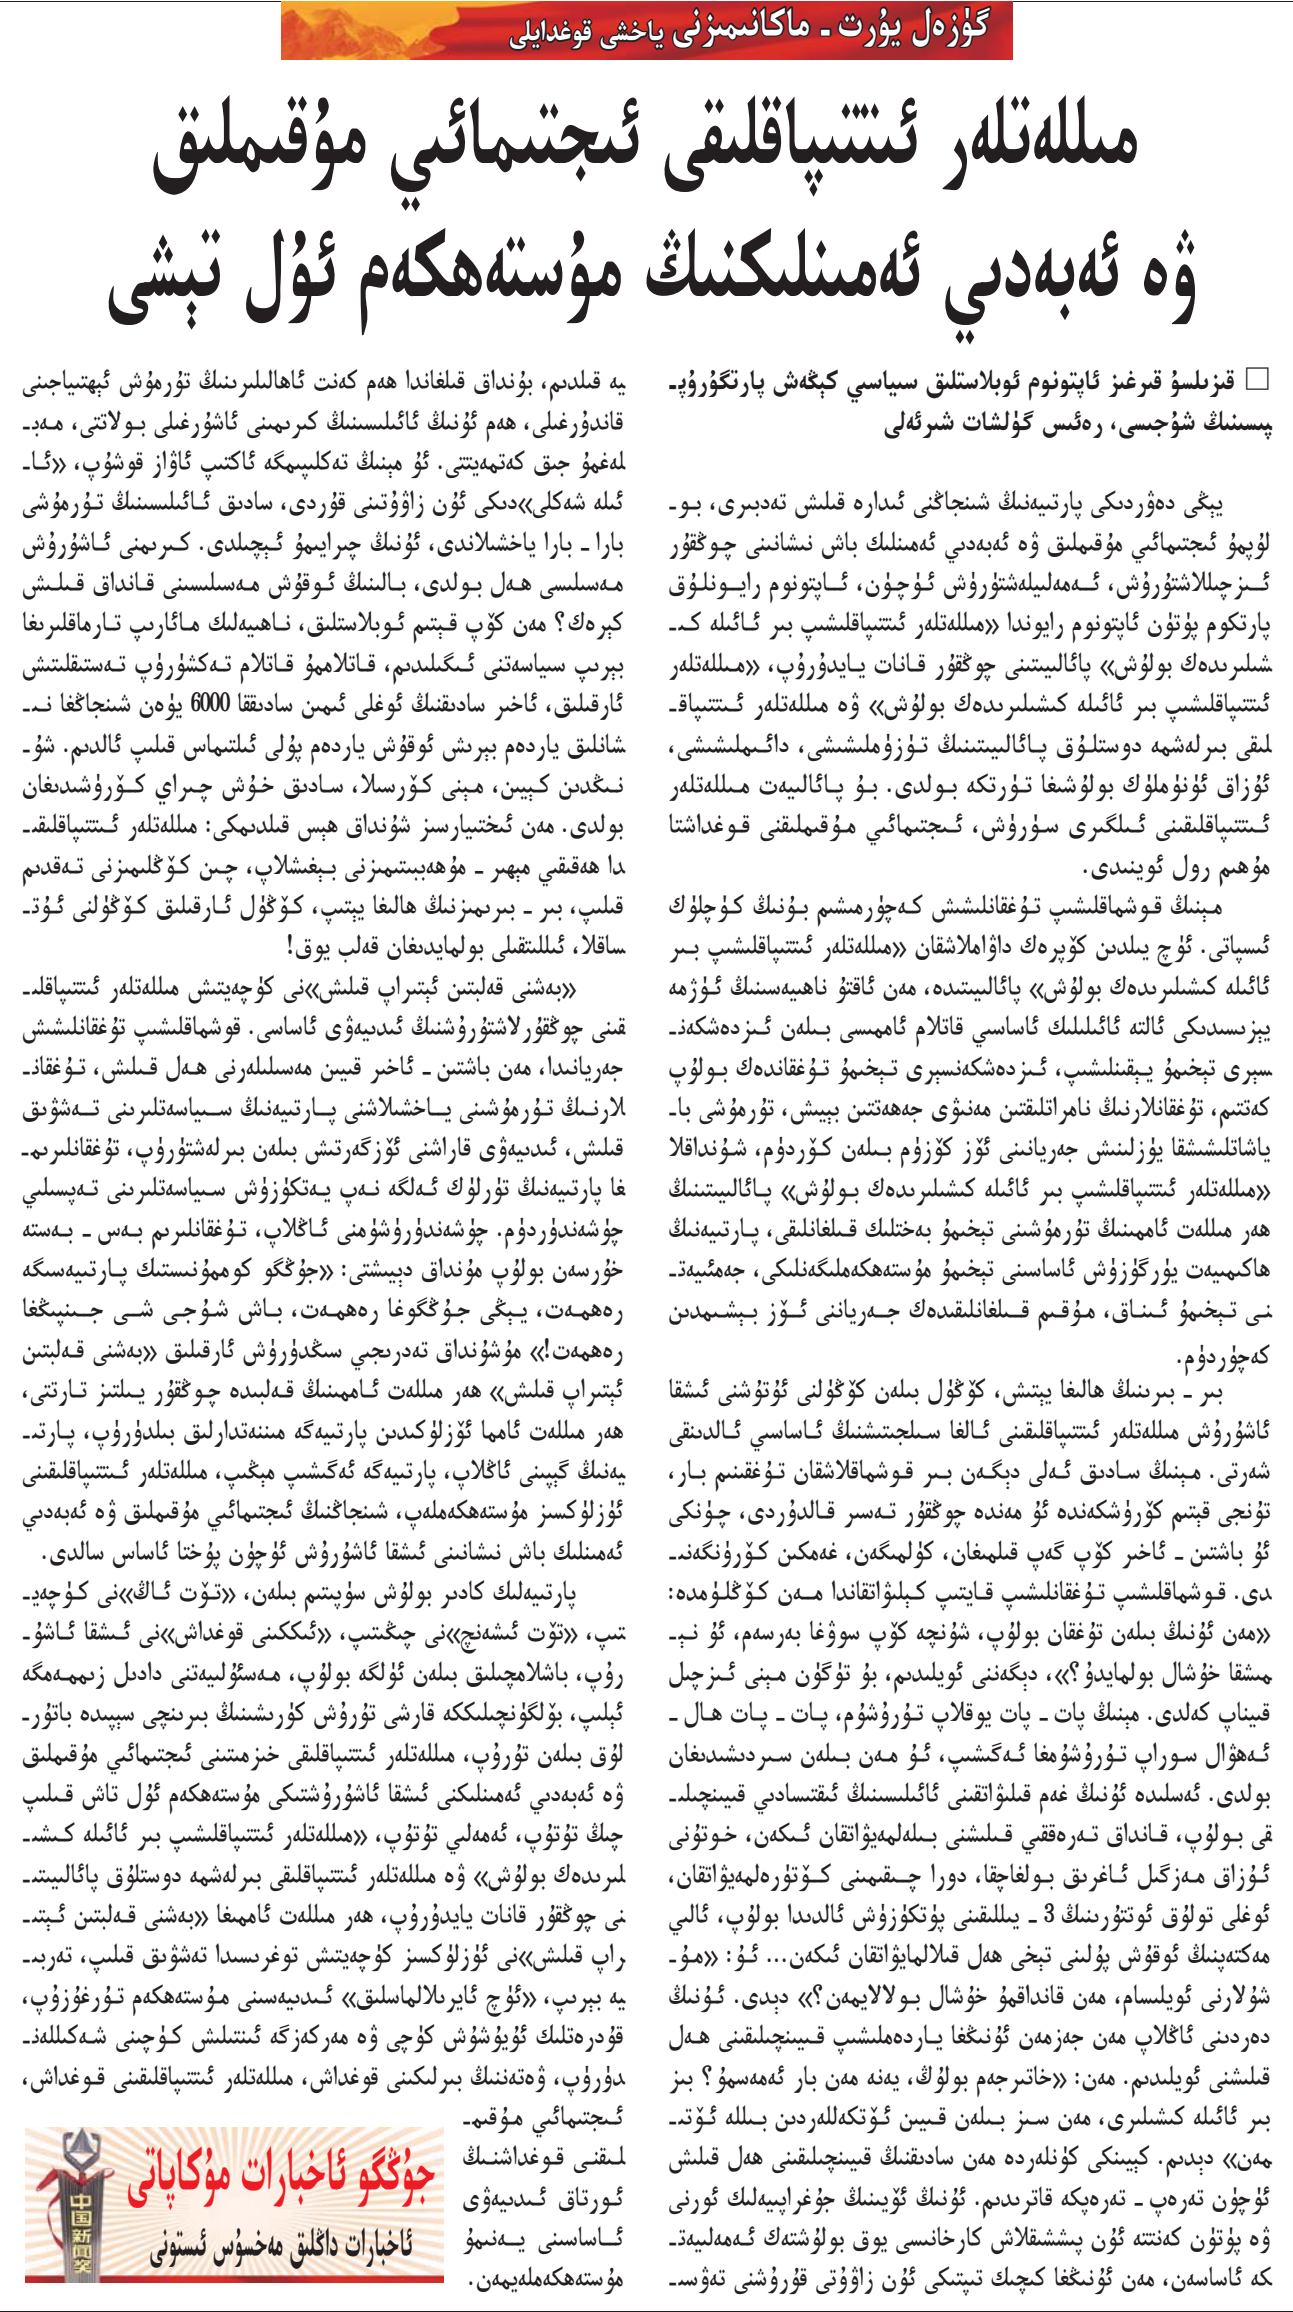 گۈزەل يۇرت ـ ماكانىمىزنى ياخشى قوغدايلى
مىللەتلەر ئىتتىپاقلىقى ئىجتىمائىي مۇقىملىق
ۋە ئەبەدىي ئەمىنلىكنىڭ مۇستەھكەم ئۇل تېشى
□ قىزىلسۇ قىرغىز ئاپتونوم ئوبلاستلىق سىياسىي كېڭەش پارتگۇرۇپ‍ـ
پىسىنىڭ شۇجىسى، رەئىس گۈلشات شىرئەلى
يېڭى دەۋردىكى پارتىيەنىڭ شىنجاڭنى ئىدارە قىلىش تەدبىرى، بو‍ـ
لۇپمۇ ئىجتىمائىي مۇقىملىق ۋە ئەبەدىي ئەمىنلىك باش نىشانىنى چوڭقۇر
ئىزچىللاشتۇرۇش، ئەمەلىيلەشتۈرۈش ئۈچۈن، ئاپتونوم رايونلۇق
پارتكوم پۈتۈن ئاپتونوم رايوندا «مىللەتلەر ئىتتىپاقلىشىپ بىر ئائىلە كى‍ـ
شىلىرىدەك بولۇش» پائالىيىتىنى چوڭقۇر قانات يايدۇرۇپ، «مىللەتلەر
ئىتتىپاقلىشىپ بىر ئائىلە كىشىلىرىدەك بولۇش» ۋە مىللەتلەر ئىتتىپاق‍ـ
لىقى بىرلەشمە دوستلۇق پائالىيىتىنىڭ تۈزۈملىشىشى، دائىملىشىشى،
ئۇزاق ئۈنۈملۈك بولۇشىغا تۈرتكە بولدى. بۇ پائالىيەت مىللەتلەر
ئىتتىپاقلىقىنى ئىلگىرى سۈرۈش، ئىجتىمائىي مۇقىملىقنى قوغداشتا
مۇھىم رول ئوينىدى.
مېنىڭ قوشماقلىشىپ تۇغقانلىشىش كەچۈرمىشىم بۇنىڭ كۈچلۈك
ئىسپاتى. ئۈچ يىلدىن كۆپرەك داۋاملاشقان «مىللەتلەر ئىتتىپاقلىشىپ بىر
ئائىلە كىشىلىرىدەك بولۇش» پائالىيىتىدە، مەن ئاقتۇ ناھىيەسىنىڭ ئۈژمە
يېزىسىدىكى ئالتە ئائىلىلىك ئاساسىي قاتلام ئاممىسى بىلەن ئىزدەشكەن‍ـ
سېرى تېخىمۇ يېقىنلىشىپ، ئىزدەشكەنسېرى تېخىمۇ تۇغقاندەك بولۇپ
كەتتىم، تۇغقانلارنىڭ نامراتلىقتىن مەنىۋى جەھەتتىن بېيىش، تۇرمۇشى با‍ـ
ياشاتلىشىشقا يۈزلىنىش جەريانىنى ئۆز كۆزۈم بىلەن كۆردۈم، شۇنداقلا
«مىللەتلەر ئىتتىپاقلىشىپ بىر ئائىلە كىشىلىرىدەك بولۇش» پائالىيىتىنىڭ
ھەر مىللەت ئاممىنىڭ تۇرمۇشىنى تېخىمۇ بەختلىك قىلغانلىقى، پارتىيەنىڭ
ھاكىمىيەت يۈرگۈزۈش ئاساسىنى تېخىمۇ مۇستەھكەملىگەنلىكى، جەمئىيەت‍ـ
نى تېخىمۇ ئىناق، مۇقىم قىلغانلىقىدەك جەرياننى ئۆز بېشىمدىن
كەچۈردۈم.
بىر ـ بىرىنىڭ ھالىغا يېتىش، كۆڭۈل بىلەن كۆڭۈلنى ئۇتۇشنى ئىشقا
ئاشۇرۇش مىللەتلەر ئىتتىپاقلىقىنى ئالغا سىلجىتىشنىڭ ئاساسىي ئالدىنقى
شەرتى. مېنىڭ سادىق ئەلى دېگەن بىر قوشماقلاشقان تۇغقىنىم بار،
تۇنجى قېتىم كۆرۈشكەندە ئۇ مەندە چوڭقۇر تەسىر قالدۇردى، چۈنكى
ئۇ باشتىن ـ ئاخىر كۆپ گەپ قىلمىغان، كۈلمىگەن، غەمكىن كۆرۈنگەنى‍ـ
دى. قوشماقلىشىپ تۇغقانلىشىپ قايتىپ كېلىۋاتقاندا مەن كۆڭلۈمدە:
«مەن ئۇنىڭ بىلەن تۇغقان بولۇپ، شۇنچە كۆپ سوۋغا بەرسەم، ئۇ نې‍ـ
مىشقا خۇشال بولمايدۇ؟»، دېگەننى ئويلىدىم، بۇ تۈگۈن مېنى ئىزچىل
قىيناپ كەلدى. مېنىڭ پات ـ پات يوقلاپ تۇرۇشۇم، پات ـ پات ھال ـ
ئەھۋال سوراپ تۇرۇشۇمغا ئەگىشىپ، ئۇ مەن بىلەن سىردىشىدىغان
بولدى. ئەسلىدە ئۇنىڭ غەم قىلىۋاتقىنى ئائىلىسىنىڭ ئىقتىسادىي قىيىنچىلى‍ـ
قى بولۇپ، قانداق تەرەققىي قىلىشنى بىلەلمەيۋاتقان ئىكەن، خوتۇنى
ئۇزاق مەزگىل ئاغرىق بولغاچقا، دورا چىقىمىنى كۆتۈرەلمەيۋاتقان،
ئوغلى تولۇق ئوتتۇرىنىڭ 3 ـ يىللىقىنى پۈتكۈزۈش ئالدىدا بولۇپ، ئالىي
مەكتەپنىڭ ئوقۇش پۇلىنى تېخى ھەل قىلالمايۋاتقان ئىكەن... ئۇ: «مۇ‍ـ
شۇلارنى ئويلىسام، مەن قانداقمۇ خۇشال بولالايمەن؟» دېدى. ئۇنىڭ
دەردىنى ئاڭلاپ مەن جەزمەن ئۇنىڭغا ياردەملىشىپ قىيىنچىلىقىنى ھەل
قىلىشنى ئويلىدىم. مەن: «خاتىرجەم بولۇڭ، يەنە مەن بار ئەمەسمۇ؟ بىز
بىر ئائىلە كىشىلىرى، مەن سىز بىلەن قىيىن ئۆتكەللەردىن بىللە ئۆتى‍ـ
مەن» دېدىم. كېيىنكى كۈنلەردە مەن سادىقنىڭ قىيىنچىلىقىنى ھەل قىلىش
ئۈچۈن تەرەپ ـ تەرەپكە قاترىدىم. ئۇنىڭ ئۆيىنىڭ جۇغراپىيەلىك ئورنى
ۋە پۈتۈن كەنتتە ئۇن پىششىقلاش كارخانىسى يوق بولۇشتەك ئەمەلىيەت‍ـ
كە ئاساسەن، مەن ئۇنىڭغا كىچىك تىپتىكى ئۇن زاۋۇتى قۇرۇشنى تەۋسى‍ـ
يە قىلدىم، بۇنداق قىلغاندا ھەم كەنت ئاھالىلىرىنىڭ تۇرمۇش ئېھتىياجىنى
قاندۇرغىلى، ھەم ئۇنىڭ ئائىلىسىنىڭ كىرىمىنى ئاشۇرغىلى بولاتتى، مەب‍ـ
لەغمۇ جىق كەتمەيتتى. ئۇ مېنىڭ تەكلىپىمگە ئاكتىپ ئاۋاز قوشۇپ، «ئا‍ـ
ئىلە شەكلى»دىكى ئۇن زاۋۇتىنى قۇردى، سادىق ئائىلىسىنىڭ تۇرمۇشى
بارا ـ بارا ياخشىلاندى، ئۇنىڭ چىرايىمۇ ئېچىلدى. كىرىمنى ئاشۇرۇش
مەسىلىسى ھەل بولدى، بالىنىڭ ئوقۇش مەسىلىسىنى قانداق قىلىش
كېرەك؟ مەن كۆپ قېتىم ئوبلاستلىق، ناھىيەلىك مائارىپ تارماقلىرىغا
بېرىپ سىياسەتنى ئىگىلىدىم، قاتلاممۇ قاتلام تەكشۈرۈپ تەستىقلىتىش
ئارقىلىق، ئاخىر سادىقنىڭ ئوغلى ئىمىن سادىققا 6000 يۈەن شىنجاڭغا نى‍ـ
شانلىق ياردەم بېرىش ئوقۇش ياردەم پۇلى ئىلتىماس قىلىپ ئالدىم. شۇ‍ـ
نىڭدىن كېيىن، مېنى كۆرسىلا، سادىق خۇش چىراي كۆرۈشىدىغان
بولدى. مەن ئىختىيارسىز شۇنداق ھېس قىلدىمكى: مىللەتلەر ئىتتىپاقلىقى‍ـ
دا ھەقىقىي مېھىر ـ مۇھەببىتىمىزنى بېغىشلاپ، چىن كۆڭلىمىزنى تەقدىم
قىلىپ، بىر ـ بىرىمىزنىڭ ھالىغا يېتىپ، كۆڭۈل ئارقىلىق كۆڭۈلنى ئۇت‍ـ
ساقلا، ئىللىتقىلى بولمايدىغان قەلب يوق!
«بەشنى قەلبتىن ئېتىراپ قىلىش»نى كۈچەيتىش مىللەتلەر ئىتتىپاقلى‍ـ
قىنى چوڭقۇرلاشتۇرۇشنىڭ ئىدىيەۋى ئاساسى. قوشماقلىشىپ تۇغقانلىشىش
جەريانىدا، مەن باشتىن ـ ئاخىر قىيىن مەسىلىلەرنى ھەل قىلىش، تۇغقان‍ـ
لارنىڭ تۇرمۇشىنى ياخشىلاشنى پارتىيەنىڭ سىياسەتلىرىنى تەشۋىق
قىلىش، ئىدىيەۋى قاراشنى ئۆزگەرتىش بىلەن بىرلەشتۈرۈپ، تۇغقانلىرىم‍ـ
غا پارتىيەنىڭ تۈرلۈك ئەلگە نەپ يەتكۈزۈش سىياسەتلىرىنى تەپسىلىي
چۈشەندۈردۈم. چۈشەندۈرۈشۈمنى ئاڭلاپ، تۇغقانلىرىم بەس ـ بەستە
خۇرسەن بولۇپ مۇنداق دېيىشتى: «جۇڭگو كوممۇنىستىك پارتىيەسىگە
رەھمەت، يېڭى جۇڭگوغا رەھمەت، باش شۇجى شى جىنپىڭغا
رەھمەت!» مۇشۇنداق تەدرىجىي سىڭدۈرۈش ئارقىلىق «بەشنى قەلبتىن
ئېتىراپ قىلىش» ھەر مىللەت ئاممىنىڭ قەلبىدە چوڭقۇر يىلتىز تارتتى،
ھەر مىللەت ئامما ئۆزلۈكىدىن پارتىيەگە مىننەتدارلىق بىلدۈرۈپ، پارتى‍ـ
يەنىڭ گېپىنى ئاڭلاپ، پارتىيەگە ئەگىشىپ مېڭىپ، مىللەتلەر ئىتتىپاقلىقىنى
ئۈزلۈكسىز مۇستەھكەملەپ، شىنجاڭنىڭ ئىجتىمائىي مۇقىملىق ۋە ئەبەدىي
ئەمىنلىك باش نىشانىنى ئىشقا ئاشۇرۇش ئۈچۈن پۇختا ئاساس سالدى.
پارتىيەلىك كادىر بولۇش سۈپىتىم بىلەن، «تۆت ئاڭ»نى كۈچەي‍ـ
تىپ، «تۆت ئىشەنچ»نى چىڭىتىپ، «ئىككىنى قوغداش»نى ئىشقا ئاشۇ‍ـ
رۇپ، باشلامچىلىق بىلەن ئۈلگە بولۇپ، مەسئۇلىيەتنى دادىل زىممەمگە
ئېلىپ، بۆلگۈنچىلىككە قارشى تۇرۇش كۈرىشىنىڭ بىرىنچى سېپىدە باتۇر‍ـ
لۇق بىلەن تۇرۇپ، مىللەتلەر ئىتتىپاقلىقى خىزمىتىنى ئىجتىمائىي مۇقىملىق
ۋە ئەبەدىي ئەمىنلىكنى ئىشقا ئاشۇرۇشتىكى مۇستەھكەم ئۇل تاش قىلىپ
چىڭ تۇتۇپ، ئەمەلىي تۇتۇپ، «مىللەتلەر ئىتتىپاقلىشىپ بىر ئائىلە كىشى‍ـ
لىرىدەك بولۇش» ۋە مىللەتلەر ئىتتىپاقلىقى بىرلەشمە دوستلۇق پائالىيىتى‍ـ
نى چوڭقۇر قانات يايدۇرۇپ، ھەر مىللەت ئاممىغا «بەشنى قەلبتىن ئېتى‍ـ
راپ قىلىش»نى ئۈزلۈكسىز كۈچەيتىش توغرىسىدا تەشۋىق قىلىپ، تەربى‍ـ
يە بېرىپ، «ئۈچ ئايرىلالماسلىق» ئىدىيەسىنى مۇستەھكەم تۇرغۇزۇپ،
قۇدرەتلىك ئۇيۇشۇش كۈچى ۋە مەركەزگە ئىنتىلىش كۈچىنى شەكىللەن‍ـ
دۈرۈپ، ۋەتەننىڭ بىرلىكىنى قوغداش، مىللەتلەر ئىتتىپاقلىقىنى قوغداش،
ئىجتىمائىي مۇقىم‍ـ
لىقنى قوغداشنىڭ
ئورتاق ئىدىيەۋى
ئاساسىنى يەنىمۇ
مۇستەھكەملەيمەن.
中国新闻奖
جۇڭگو ئاخبارات مۇكاپاتى
ئاخبارات داڭلىق مەخسۇس ئىستونى